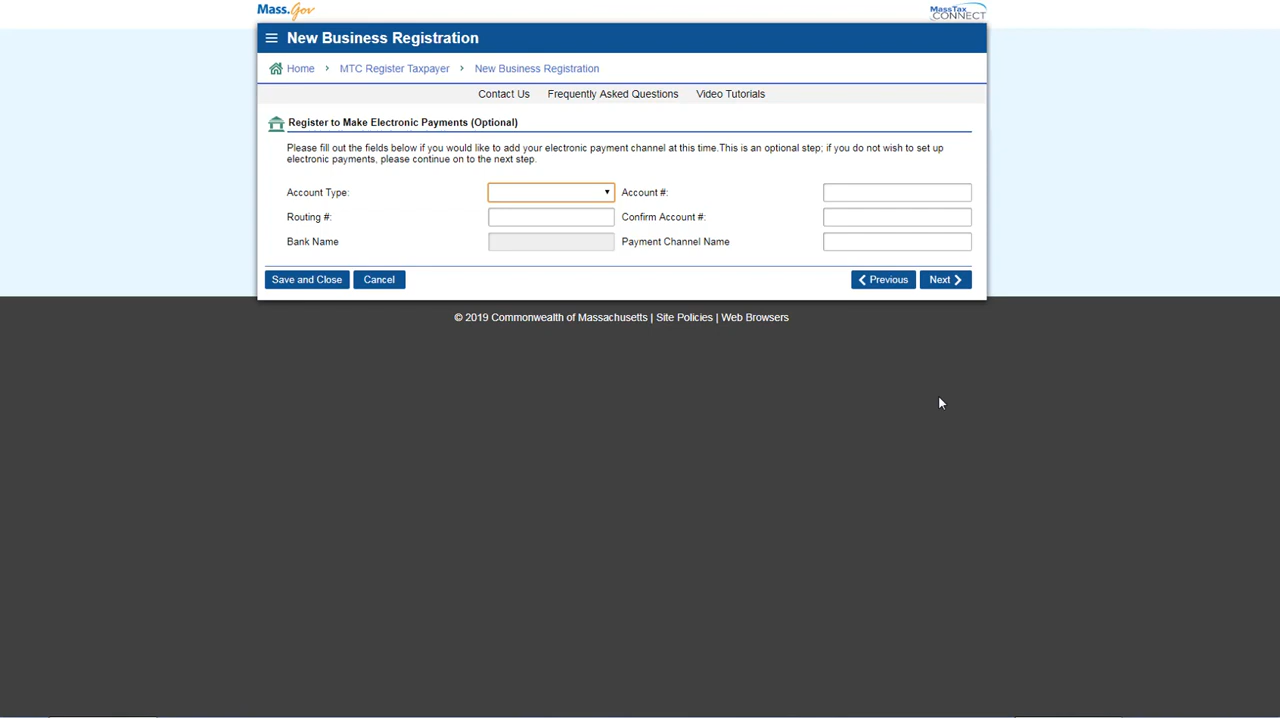 Mass.Gov
MassTax
CONNECT
New Business Registration
Home › MTC Register Taxpayer › New Business Registration
Contact Us Frequently Asked Questions Video Tutorials
Register to Make Electronic Payments (Optional)
Please fill out the fields below if you would like to add your electronic payment channel at this time.This is an optional step; if you do not wish to set up
electronic payments, please continue on to the next step.
Account Type: Account #:
Routing #: Confirm Account #:
Bank Name Payment Channel Name
Save and Close Cancel Previous Next
© 2019 Commonwealth of Massachusetts | Site Policies | Web Browsers